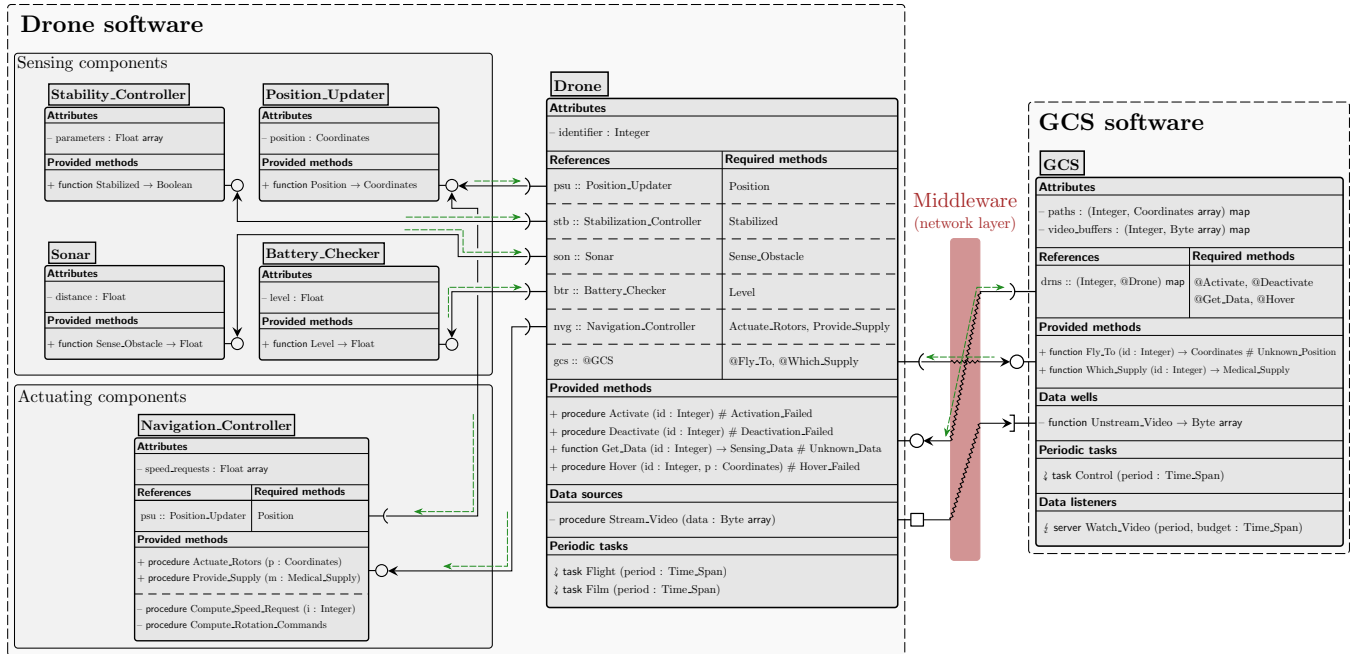 Drone software
Sensing components
Stability_Controller
Attributes
– parameters : Float array
Provided methods
+ function Stabilized → Boolean
Position_Updater
Attributes
– position : Coordinates
Provided methods
+ function Position → Coordinates
Sonar
Attributes
– distance : Float
Provided methods
+ function Sense_Obstacle → Float
Battery_Checker
Attributes
– level : Float
Provided methods
+ function Level → Float
Actuating components
Navigation_Controller
Attributes
– speed_requests : Float array
References Required methods
psu :: Position_Updater Position
Provided methods
+ procedure Actuate_Rotors (p : Coordinates)
+ procedure Provide_Supply (m : Medical_Supply)
– procedure Compute_Speed_Request (i : Integer)
– procedure Compute_Rotation_Commands
Drone
Attributes
– identifier : Integer
References Required methods
psu :: Position_Updater Position
stb :: Stabilization_Controller Stabilized
son :: Sonar Sense_Obstacle
btr :: Battery_Checker Level
nvg :: Navigation_Controller Actuate_Rotors, Provide_Supply
gcs :: @GCS @Fly_To, @Which_Supply
Provided methods
+ procedure Activate (id : Integer) # Activation_Failed
+ procedure Deactivate (id : Integer) # Deactivation_Failed
+ function Get_Data (id : Integer) → Sensing_Data # Unknown_Data
+ procedure Hover (id : Integer, p : Coordinates) # Hover_Failed
Data sources
– procedure Stream_Video (data : Byte array)
Periodic tasks
task Flight (period : Time_Span)
task Film (period : Time_Span)
Middleware
(network layer)
GCS software
GCS
Attributes
– paths : (Integer, Coordinates array) map
– video_buffers : (Integer, Byte array) map
References Required methods
drns :: (Integer, @Drone) map @Activate, @Deactivate
@Get_Data, @Hover
Provided methods
+ function Fly_To (id : Integer) → Coordinates # Unknown_Position
+ function Which_Supply (id : Integer) → Medical_Supply
Data wells
– function Unstream_Video → Byte array
Periodic tasks
task Control (period : Time_Span)
Data listeners
server Watch_Video (period, budget : Time_Span)